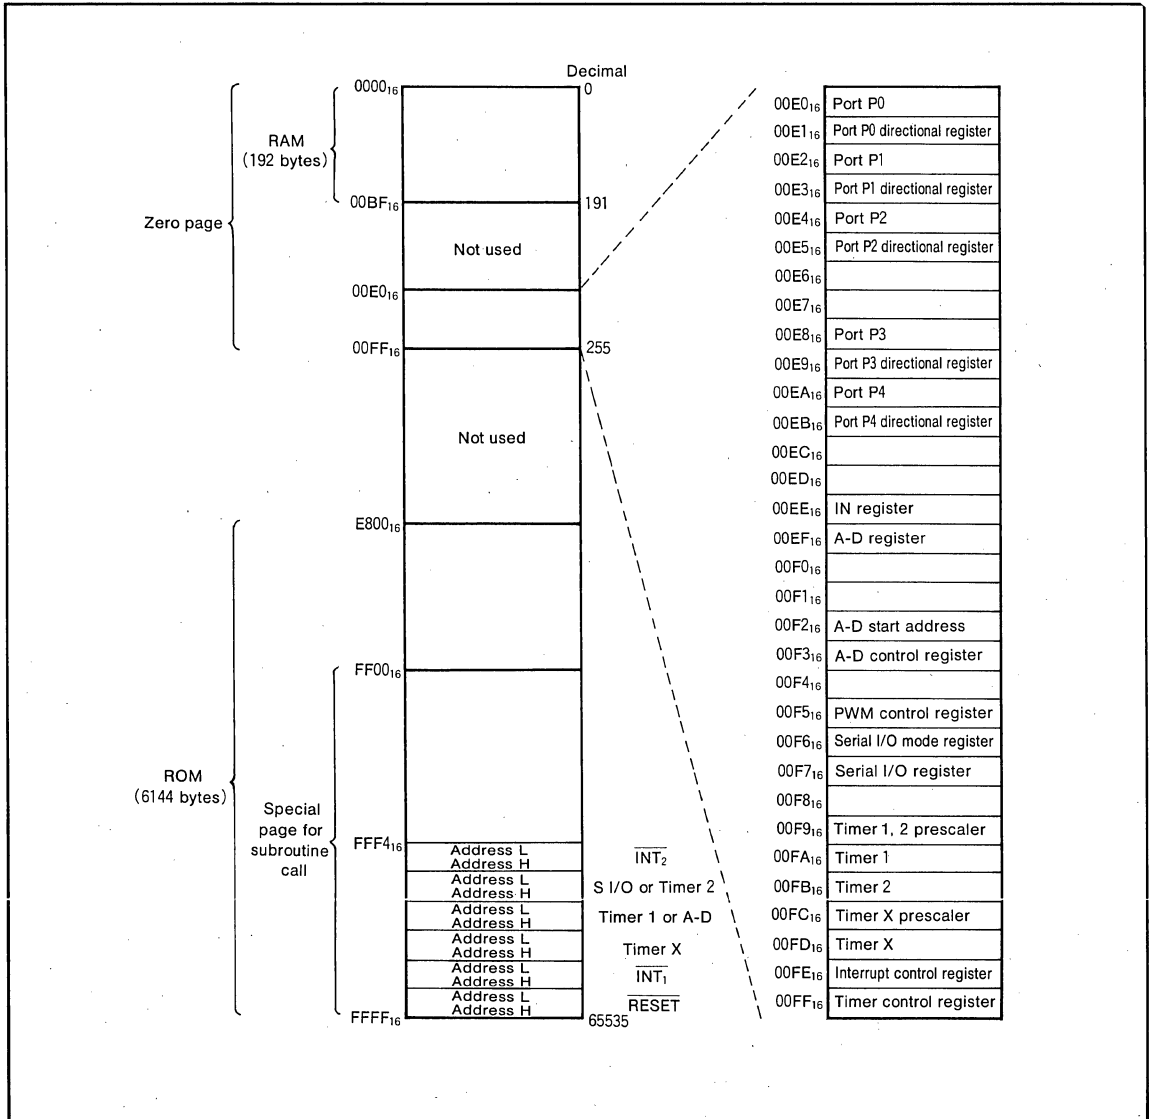 Decimal
0000₁₆
0
RAM
(192 bytes)
00BF₁₆
191
Zero page
Not used
00E0₁₆
00FF₁₆
255
Not used
E800₁₆
FF00₁₆
ROM
(6144 bytes)
Special
page for
subroutine
call
FFF4₁₆
Address L
Address H
INT₂
Address L
Address H
S I/O or Timer 2
Address L
Address H
Timer 1 or A-D
Address L
Address H
Timer X
Address L
Address H
INT₁
Address L
Address H
RESET
FFFF₁₆
65535
00E0₁₆ Port P0
00E1₁₆ Port P0 directional register
00E2₁₆ Port P1
00E3₁₆ Port P1 directional register
00E4₁₆ Port P2
00E5₁₆ Port P2 directional register
00E6₁₆
00E7₁₆
00E8₁₆ Port P3
00E9₁₆ Port P3 directional register
00EA₁₆ Port P4
00EB₁₆ Port P4 directional register
00EC₁₆
00ED₁₆
00EE₁₆ IN register
00EF₁₆ A-D register
00F0₁₆
00F1₁₆
00F2₁₆ A-D start address
00F3₁₆ A-D control register
00F4₁₆
00F5₁₆ PWM control register
00F6₁₆ Serial I/O mode register
00F7₁₆ Serial I/O register
00F8₁₆
00F9₁₆ Timer 1, 2 prescaler
00FA₁₆ Timer 1
00FB₁₆ Timer 2
00FC₁₆ Timer X prescaler
00FD₁₆ Timer X
00FE₁₆ Interrupt control register
00FF₁₆ Timer control register